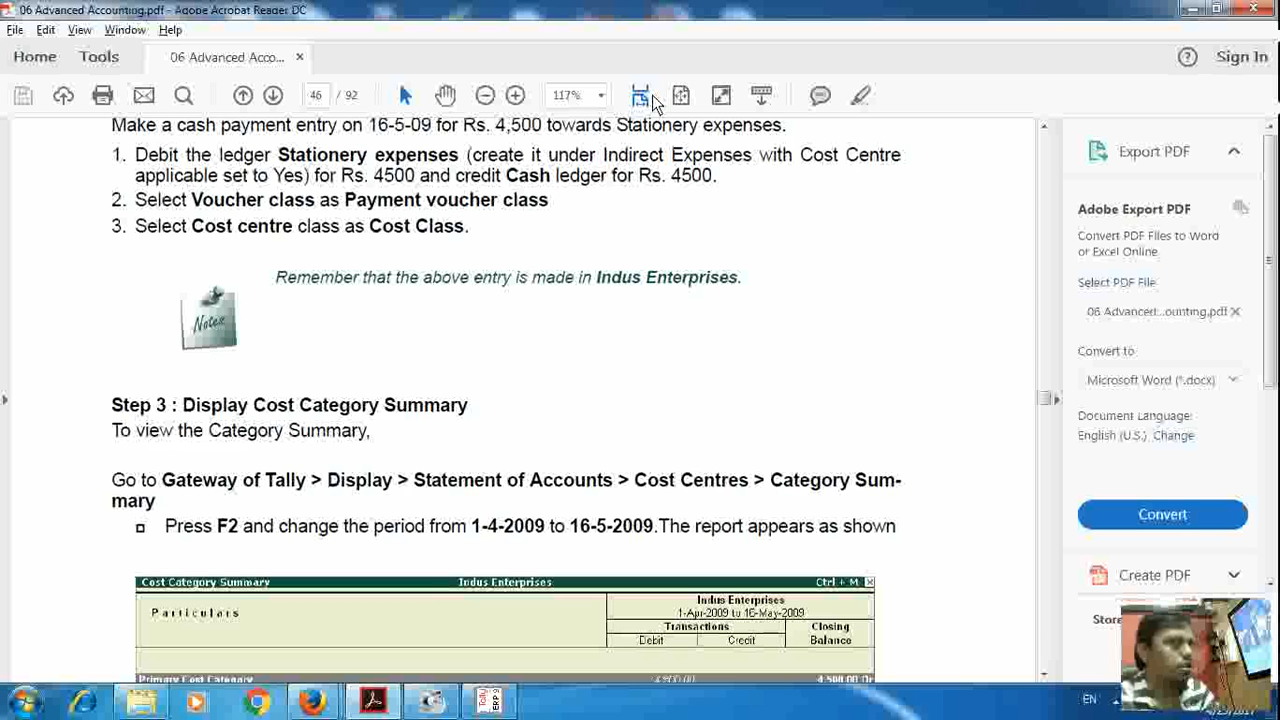 06 Advanced Accounting.pdf - Adobe Acrobat Reader DC
File Edit View Window Help
Home Tools 06 Advanced Acco... × Sign In
46 / 92 117%
Make a cash payment entry on 16-5-09 for Rs. 4,500 towards Stationery expenses.
1. Debit the ledger Stationery expenses (create it under Indirect Expenses with Cost Centre
applicable set to Yes) for Rs. 4500 and credit Cash ledger for Rs. 4500.
2. Select Voucher class as Payment voucher class
3. Select Cost centre class as Cost Class.
Remember that the above entry is made in Indus Enterprises.
Notes
Step 3 : Display Cost Category Summary
To view the Category Summary,
Go to Gateway of Tally > Display > Statement of Accounts > Cost Centres > Category Sum-
mary
Press F2 and change the period from 1-4-2009 to 16-5-2009.The report appears as shown
Cost Category Summary Indus Enterprises Ctrl + M
Particulars
Indus Enterprises
1-Apr-2009 to 16-May-2009
Transactions Closing
Debit Credit Balance
Primary Cost Category 4,500.00 4,500.00 Dr
Export PDF
Adobe Export PDF
Convert PDF Files to Word
or Excel Online
Select PDF File
06 Advanced...ounting.pdf ×
Convert to
Microsoft Word (*.docx)
Document Language:
English (U.S.) Change
Convert
Create PDF
EN